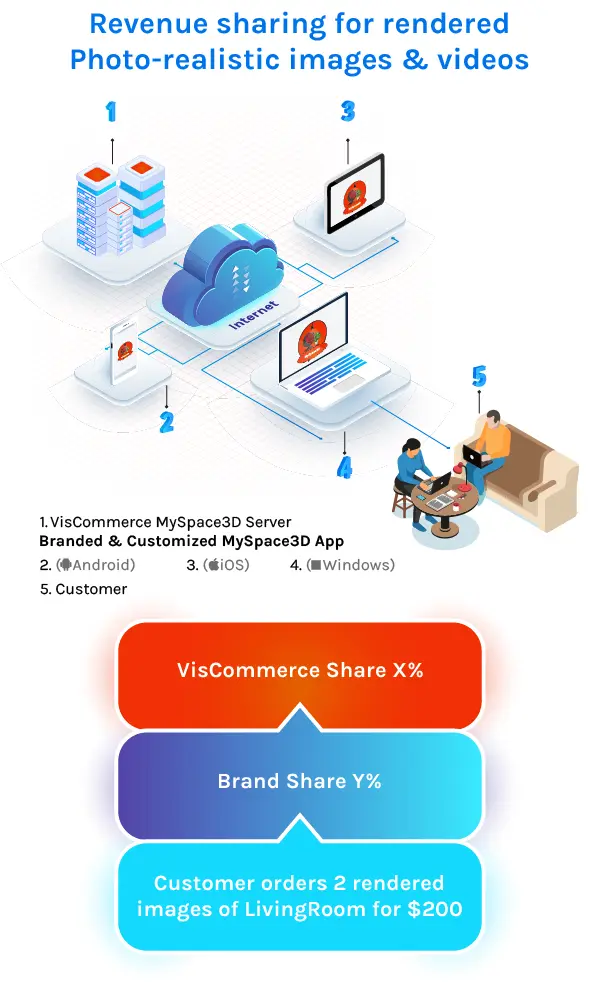 Revenue sharing for rendered
Photo-realistic images & videos
1
3
Internet
2
4
5
1. VisCommerce MySpace3D Server
Branded & Customized MySpace3D App
2. (Android) 3. (iOS) 4. (Windows)
5. Customer
VisCommerce Share X%
Brand Share Y%
Customer orders 2 rendered
images of LivingRoom for $200